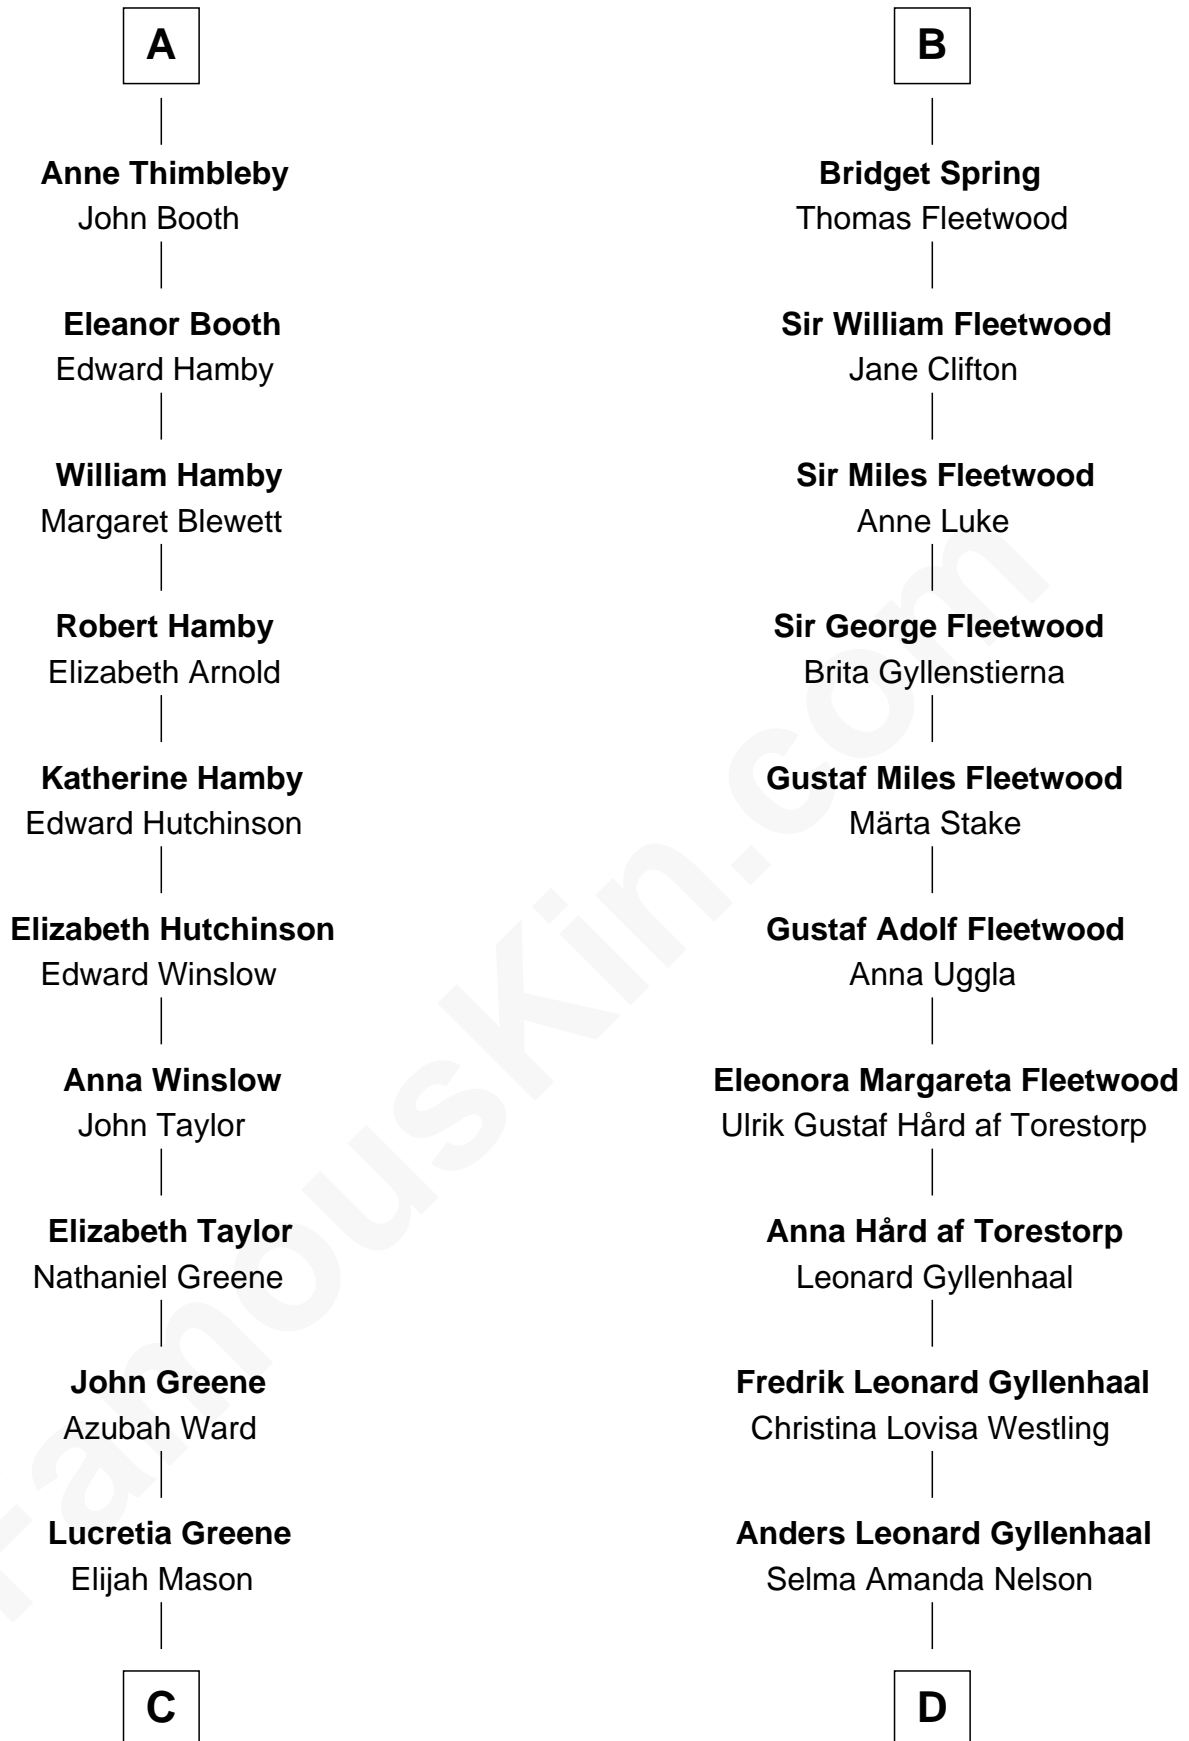 A
Anne Thimbleby
John Booth
Eleanor Booth
Edward Hamby
William Hamby
Margaret Blewett
Robert Hamby
Elizabeth Arnold
Katherine Hamby
Edward Hutchinson
Elizabeth Hutchinson
Edward Winslow
Anna Winslow
John Taylor
Elizabeth Taylor
Nathaniel Greene
John Greene
Azubah Ward
Lucretia Greene
Elijah Mason
C
B
Bridget Spring
Thomas Fleetwood
Sir William Fleetwood
Jane Clifton
Sir Miles Fleetwood
Anne Luke
Sir George Fleetwood
Brita Gyllenstierna
Gustaf Miles Fleetwood
Märta Stake
Gustaf Adolf Fleetwood
Anna Uggla
Eleonora Margareta Fleetwood
Ulrik Gustaf Hård af Torestorp
Anna Hård af Torestorp
Leonard Gyllenhaal
Fredrik Leonard Gyllenhaal
Christina Lovisa Westling
Anders Leonard Gyllenhaal
Selma Amanda Nelson
D
FamousKin.com